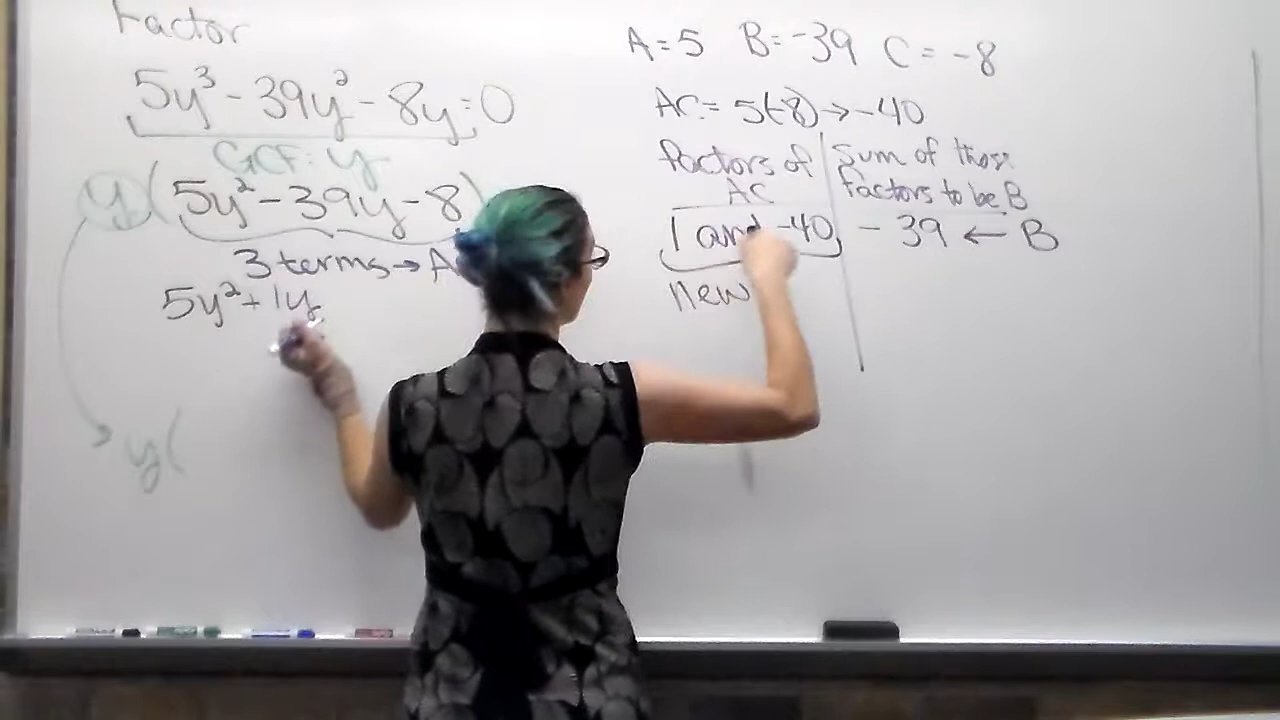 Factor
5y³ - 39y² - 8y = 0
GCF: y
y(5y² - 39y - 8)
3 terms → A
5y² + 1y
y(
A = 5 B = -39 C = -8
AC = 5(-8) → -40
factors of AC
sum of those factors to be B
1 and -40
- 39 ← B
new